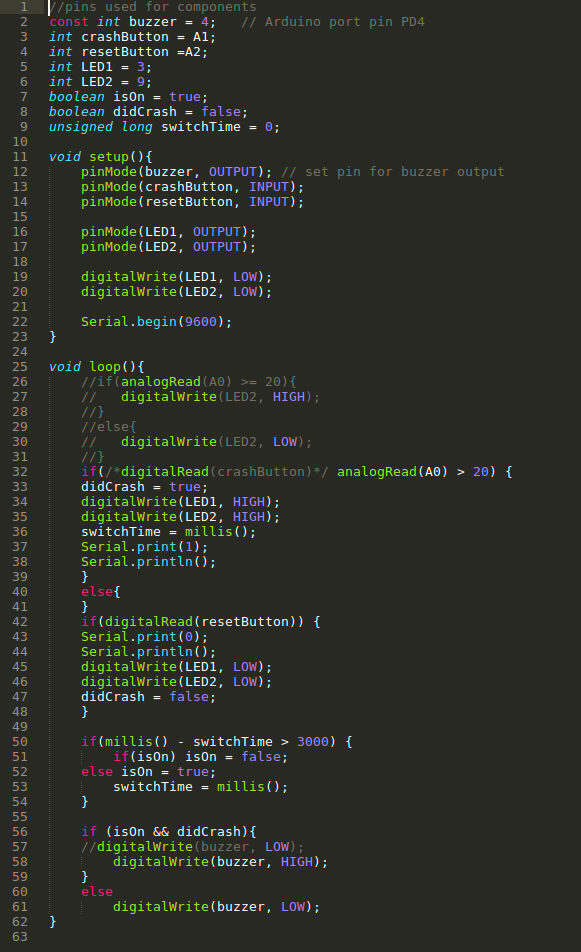 1 //pins used for components
2 const int buzzer = 4;   // Arduino port pin PD4
3 int crashButton = A1;
4 int resetButton =A2;
5 int LED1 = 3;
6 int LED2 = 9;
7 boolean isOn = true;
8 boolean didCrash = false;
9 unsigned long switchTime = 0;
10
11 void setup(){
12     pinMode(buzzer, OUTPUT); // set pin for buzzer output
13     pinMode(crashButton, INPUT);
14     pinMode(resetButton, INPUT);
15
16     pinMode(LED1, OUTPUT);
17     pinMode(LED2, OUTPUT);
18
19     digitalWrite(LED1, LOW);
20     digitalWrite(LED2, LOW);
21
22     Serial.begin(9600);
23 }
24
25 void loop(){
26     //if(analogRead(A0) >= 20){
27     //   digitalWrite(LED2, HIGH);
28     //}
29     //else{
30     //   digitalWrite(LED2, LOW);
31     //}
32     if(/*digitalRead(crashButton)*/ analogRead(A0) > 20) {
33     didCrash = true;
34     digitalWrite(LED1, HIGH);
35     digitalWrite(LED2, HIGH);
36     switchTime = millis();
37     Serial.print(1);
38     Serial.println();
39     }
40     else{
41     }
42     if(digitalRead(resetButton)) {
43     Serial.print(0);
44     Serial.println();
45     digitalWrite(LED1, LOW);
46     digitalWrite(LED2, LOW);
47     didCrash = false;
48     }
49
50     if(millis() - switchTime > 3000) {
51         if(isOn) isOn = false;
52     else isOn = true;
53         switchTime = millis();
54     }
55
56     if (isOn && didCrash){
57     //digitalWrite(buzzer, LOW);
58         digitalWrite(buzzer, HIGH);
59     }
60     else
61         digitalWrite(buzzer, LOW);
62 }
63